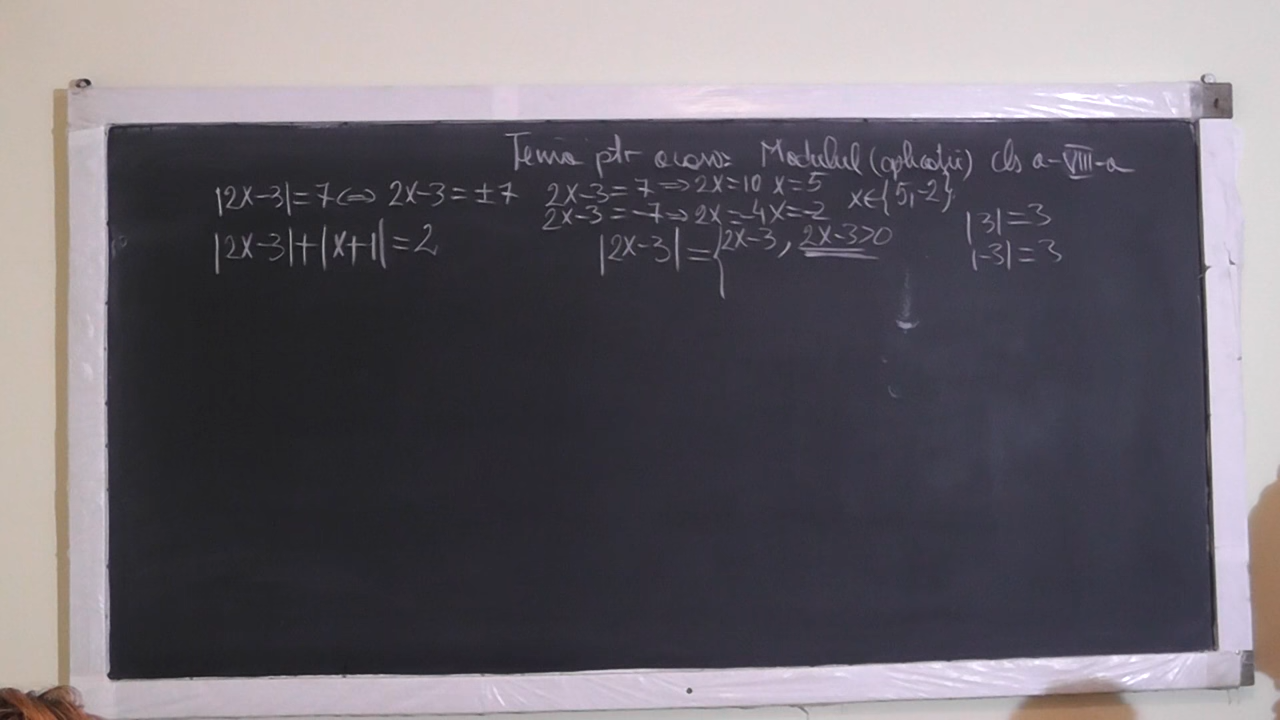 Tema ptr acasă: Modulul (aplicații) cls a-VIII-a
|2x-3|=7 ⇔ 2x-3=±7 2x-3=7 ⇒ 2x=10 x=5 x∈{5,-2}
2x-3=-7 ⇒ 2x=-4 x=-2
|3|=3
|2x-3|+|x+1|=2 |2x-3|={2x-3, 2x-3>0
|-3|=3